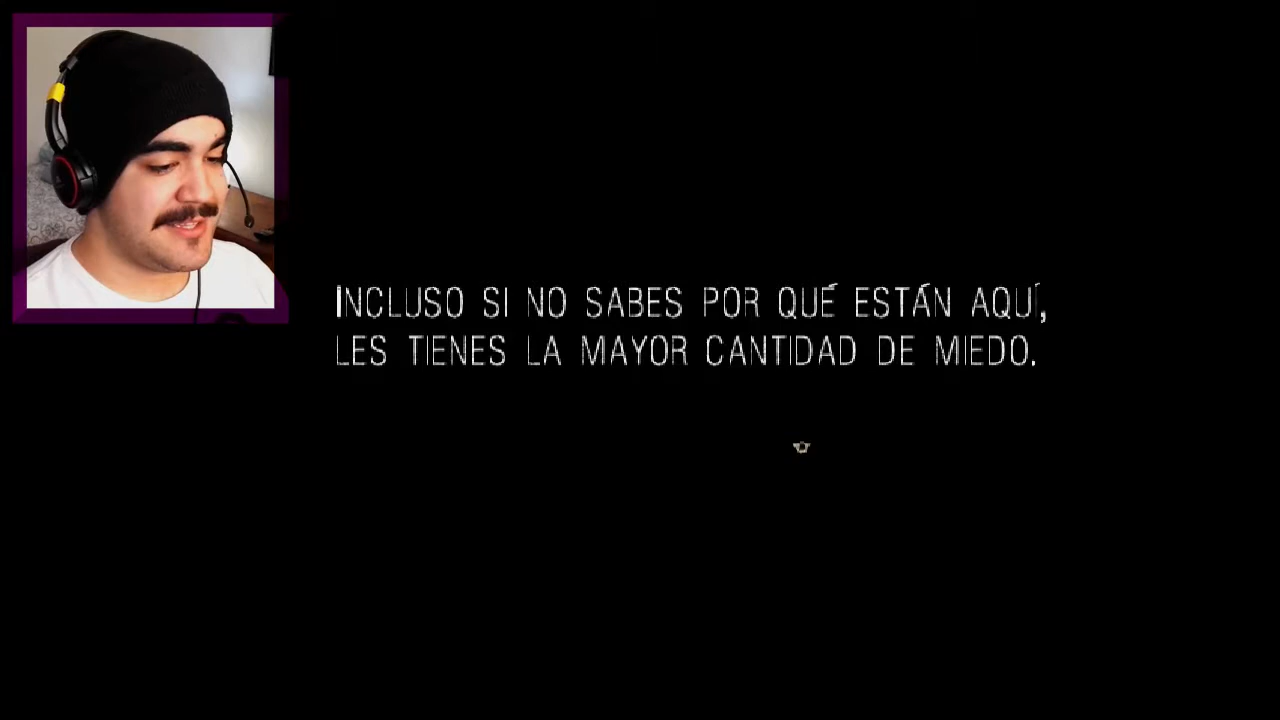 INCLUSO SI NO SABES POR QUÉ ESTÁN AQUÍ,
LES TIENES LA MAYOR CANTIDAD DE MIEDO.